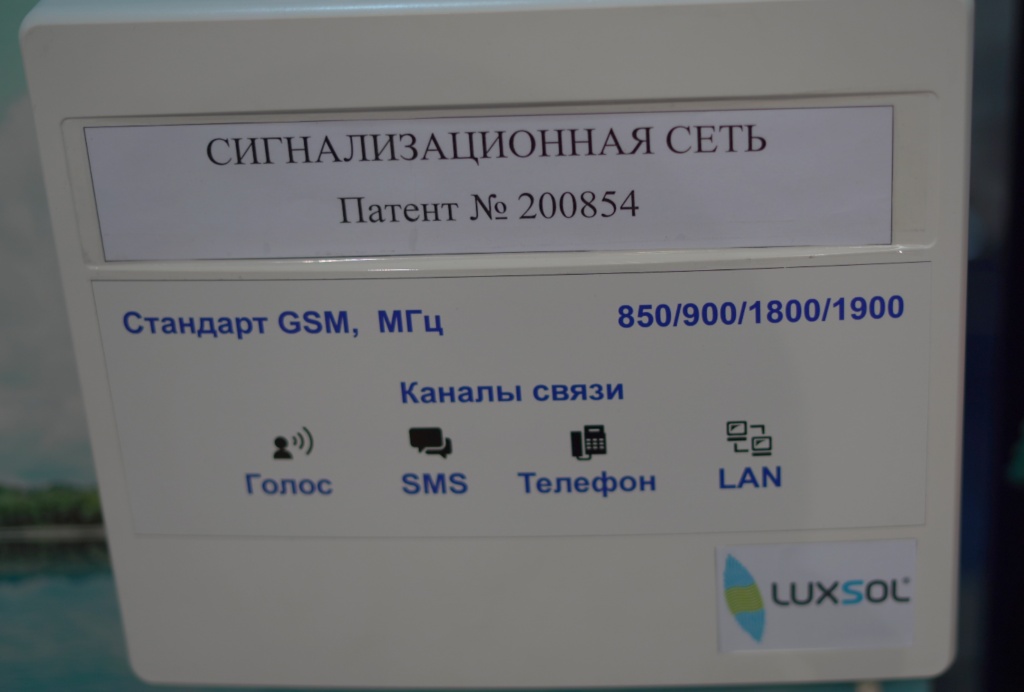 СИГНАЛИЗАЦИОННАЯ СЕТЬ
Патент № 200854
Стандарт GSM, МГц 850/900/1800/1900
Каналы связи
Голос SMS Телефон LAN
LUXSOL®